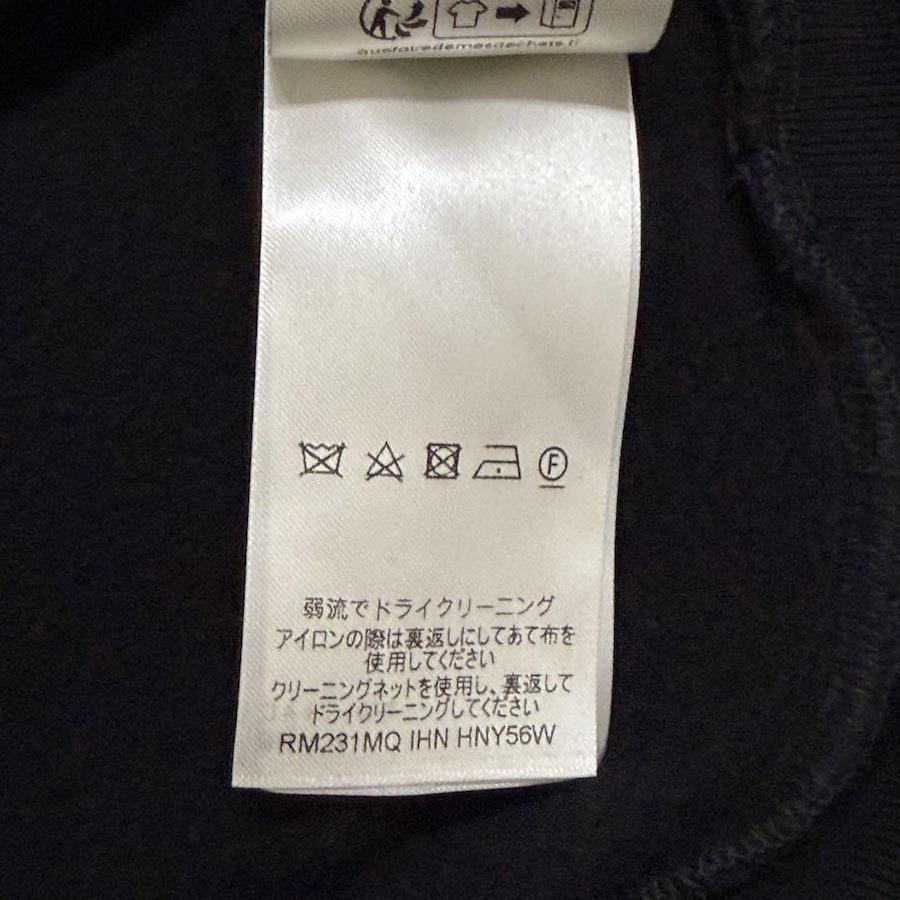 quefairedemesdechets.fr
F
弱流でドライクリーニング
アイロンの際は裏返しにしてあて布を
使用してください
クリーニングネットを使用し、裏返して
ドライクリーニングしてください
RM231MQ IHN HNY56W